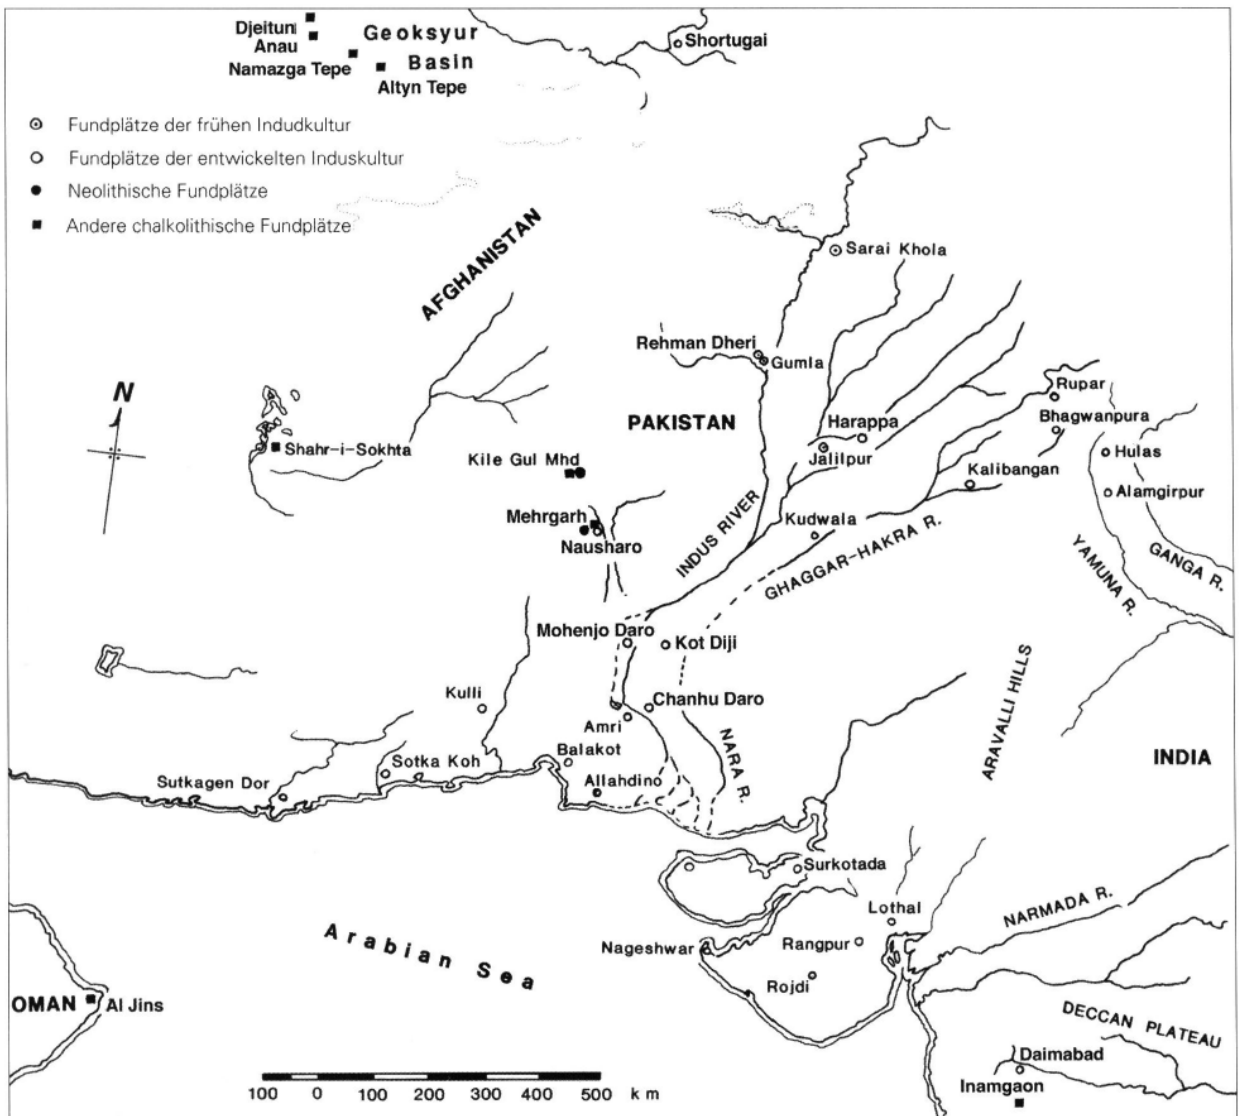 Djeitun
Geoksyur
Anau
Basin
Namazga Tepe
Altyn Tepe
Shortugai
Fundplätze der frühen Indudkultur
Fundplätze der entwickelten Induskultur
Neolithische Fundplätze
Andere chalkolithische Fundplätze
AFGHANISTAN
Sarai Khola
Rehman Dheri
Gumla
N
PAKISTAN
Rupar
Harappa
Bhagwanpura
Shahr-i-Sokhta
Kile Gul Mhd
Jalilpur
Hulas
Kalibangan
Alamgirpur
Mehrgarh
Nausharo
INDUS RIVER
Kudwala
GHAGGAR-HAKRA R.
YAMUNA R.
GANGA R.
Mohenjo Daro
Kot Diji
Kulli
Chanhu Daro
Amri
NARA R.
ARAVALLI HILLS
INDIA
Sotka Koh
Balakot
Sutkagen Dor
Allahdino
Surkotada
Lothal
NARMADA R.
Arabian Sea
Nageshwar
Rangpur
Rojdi
OMAN
Al Jins
DECCAN PLATEAU
Daimabad
Inamgaon
100 0 100 200 300 400 500 km